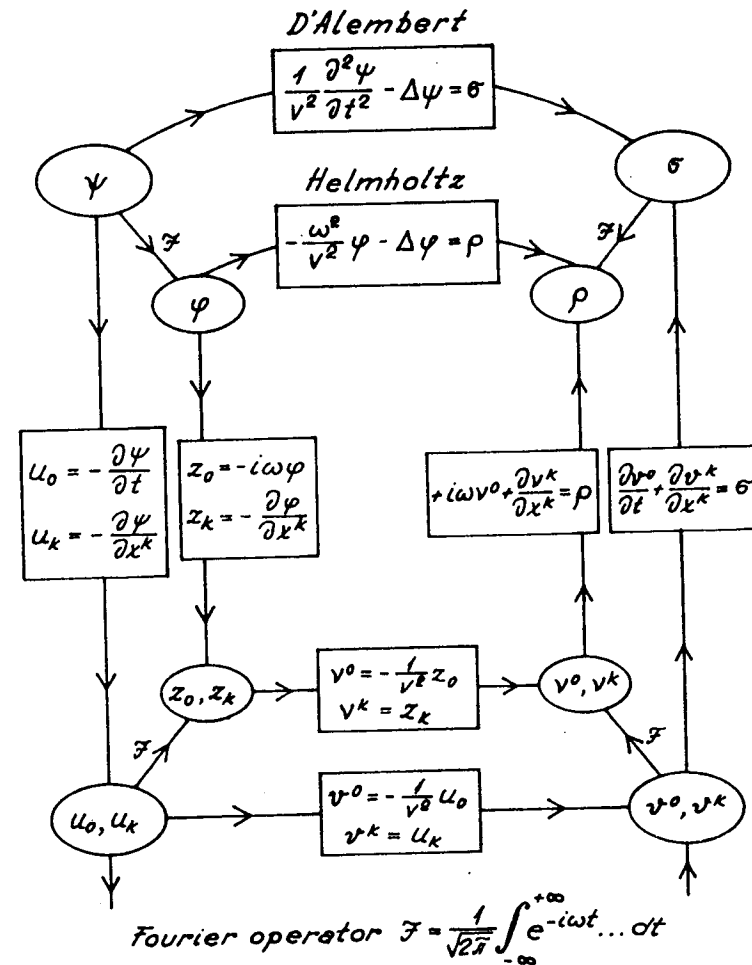 D'Alembert
1/v² ∂²ψ/∂t² - Δψ = σ
ψ
σ
Helmholtz
-ω²/v² φ - Δφ = ρ
ℱ
ℱ
φ
ρ
u₀ = - ∂ψ/∂t
u_k = - ∂ψ/∂x^k
z₀ = -iωφ
z_k = - ∂φ/∂x^k
+iωv⁰ + ∂v^k/∂x^k = ρ
∂𝓋⁰/∂t + ∂𝓋^k/∂x^k = σ
z₀, z_k
v⁰ = - 1/v² z₀
v^k = z_k
v⁰, v^k
ℱ
ℱ
u₀, u_k
𝓋⁰ = - 1/v² u₀
𝓋^k = u_k
𝓋⁰, 𝓋^k
Fourier operator ℱ = 1/√2π ∫_{-∞}^{+∞} e^{-iωt} ... dt